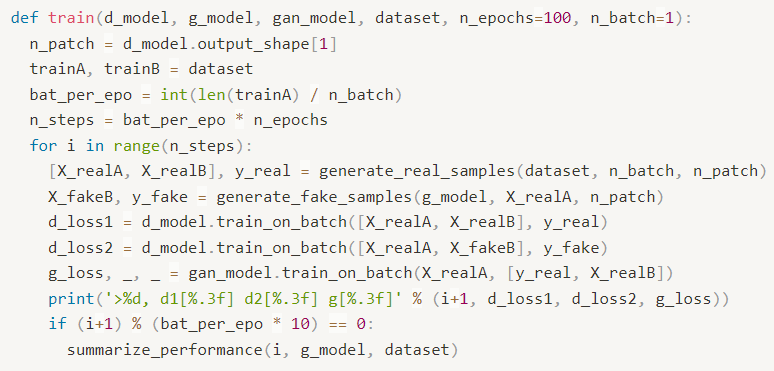 def train(d_model, g_model, gan_model, dataset, n_epochs=100, n_batch=1):
  n_patch = d_model.output_shape[1]
  trainA, trainB = dataset
  bat_per_epo = int(len(trainA) / n_batch)
  n_steps = bat_per_epo * n_epochs
  for i in range(n_steps):
    [X_realA, X_realB], y_real = generate_real_samples(dataset, n_batch, n_patch)
    X_fakeB, y_fake = generate_fake_samples(g_model, X_realA, n_patch)
    d_loss1 = d_model.train_on_batch([X_realA, X_realB], y_real)
    d_loss2 = d_model.train_on_batch([X_realA, X_fakeB], y_fake)
    g_loss, _, _ = gan_model.train_on_batch(X_realA, [y_real, X_realB])
    print('>%d, d1[%.3f] d2[%.3f] g[%.3f]' % (i+1, d_loss1, d_loss2, g_loss))
    if (i+1) % (bat_per_epo * 10) == 0:
      summarize_performance(i, g_model, dataset)